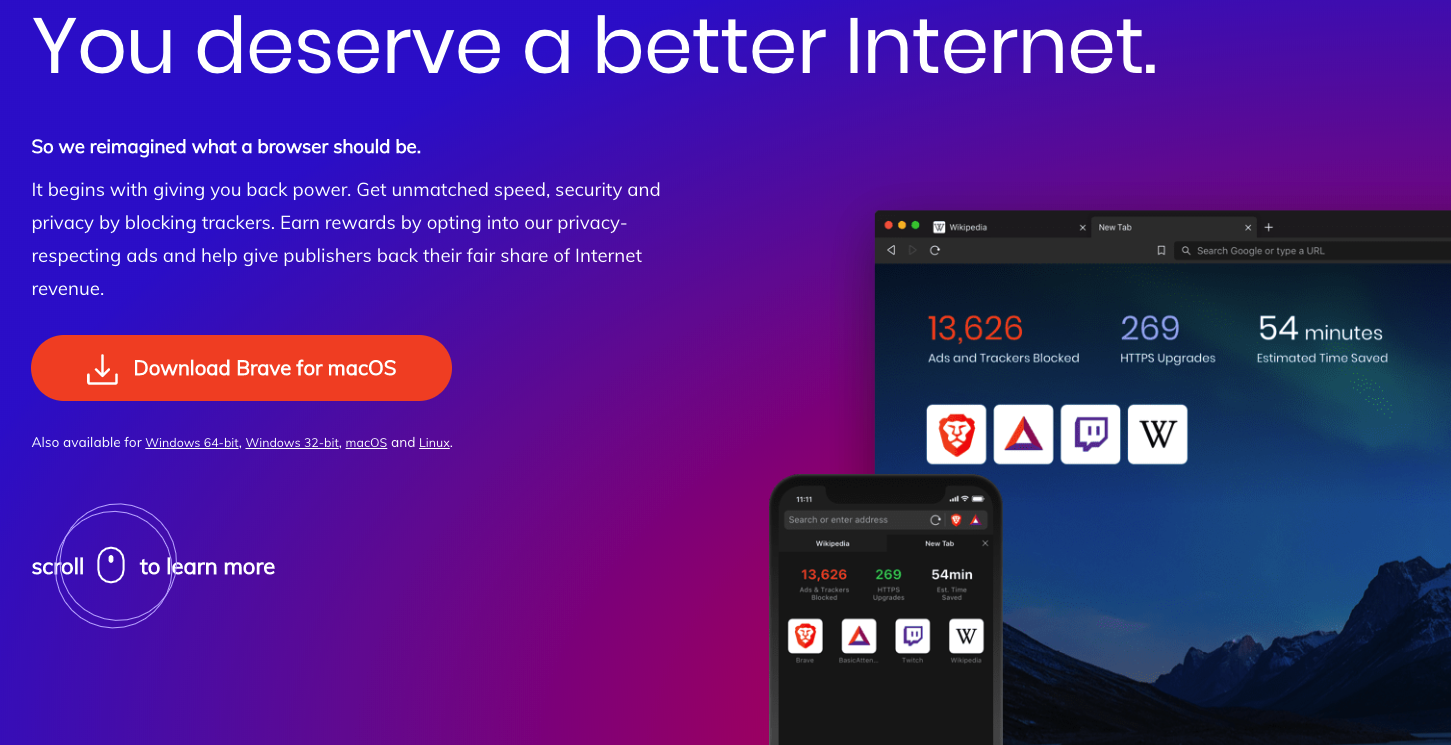 You deserve a better Internet.
So we reimagined what a browser should be.
It begins with giving you back power. Get unmatched speed, security and
privacy by blocking trackers. Earn rewards by opting into our privacy-
respecting ads and help give publishers back their fair share of Internet
revenue.
Download Brave for macOS
Also available for Windows 64-bit, Windows 32-bit, macOS and Linux.
scroll to learn more
Wikipedia New Tab
Search Google or type a URL
13,626 269 54 minutes
Ads and Trackers Blocked HTTPS Upgrades Estimated Time Saved
W
11:11
Search or enter address
Wikipedia New Tab
13,626 269 54min
Ads & Trackers HTTPS Est. Time
Blocked Upgrades Saved
W
Brave BasicAtten... Twitch Wikipedia